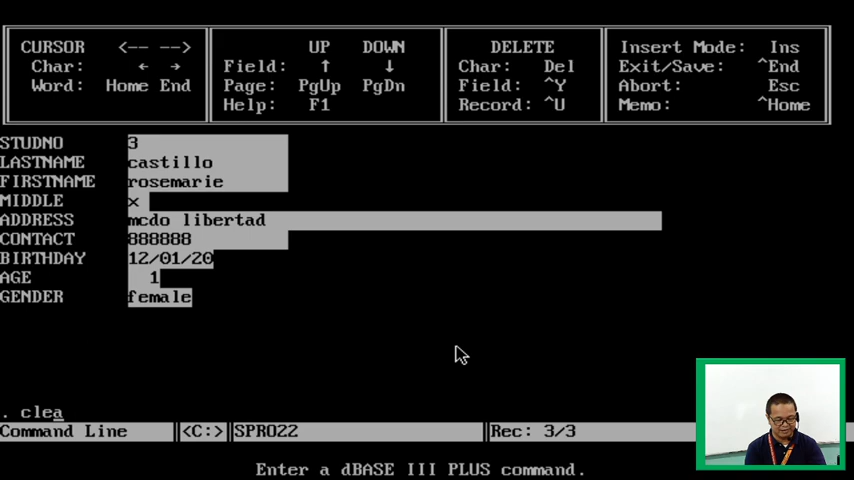 CURSOR <-- --> UP DOWN DELETE Insert Mode: Ins
Char: ← → Field: ↑ ↓ Char: Del Exit/Save: ^End
Word: Home End Page: PgUp PgDn Field: ^Y Abort: Esc
Help: F1 Record: ^U Memo: ^Home
STUDNO 3
LASTNAME castillo
FIRSTNAME rosemarie
MIDDLE x
ADDRESS mcdo libertad
CONTACT 888888
BIRTHDAY 12/01/20
AGE 1
GENDER female
. clea
Command Line <C:> SPRO22 Rec: 3/3
Enter a dBASE III PLUS command.